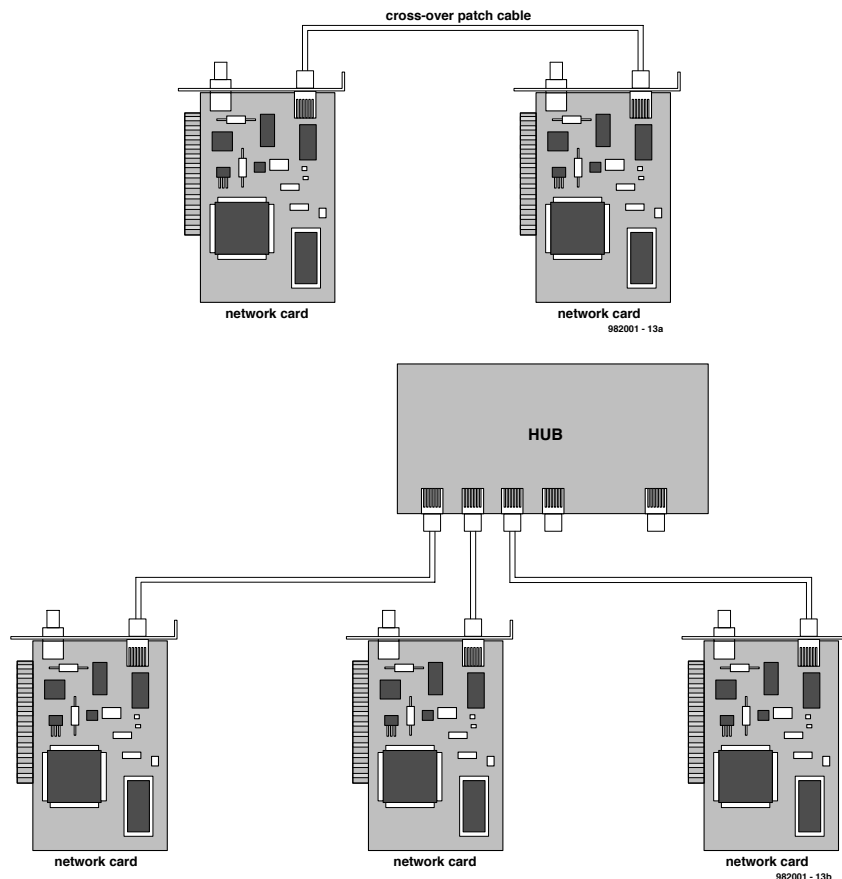 cross-over patch cable
network card
network card
982001 - 13a
HUB
network card
network card
network card
982001 - 13b